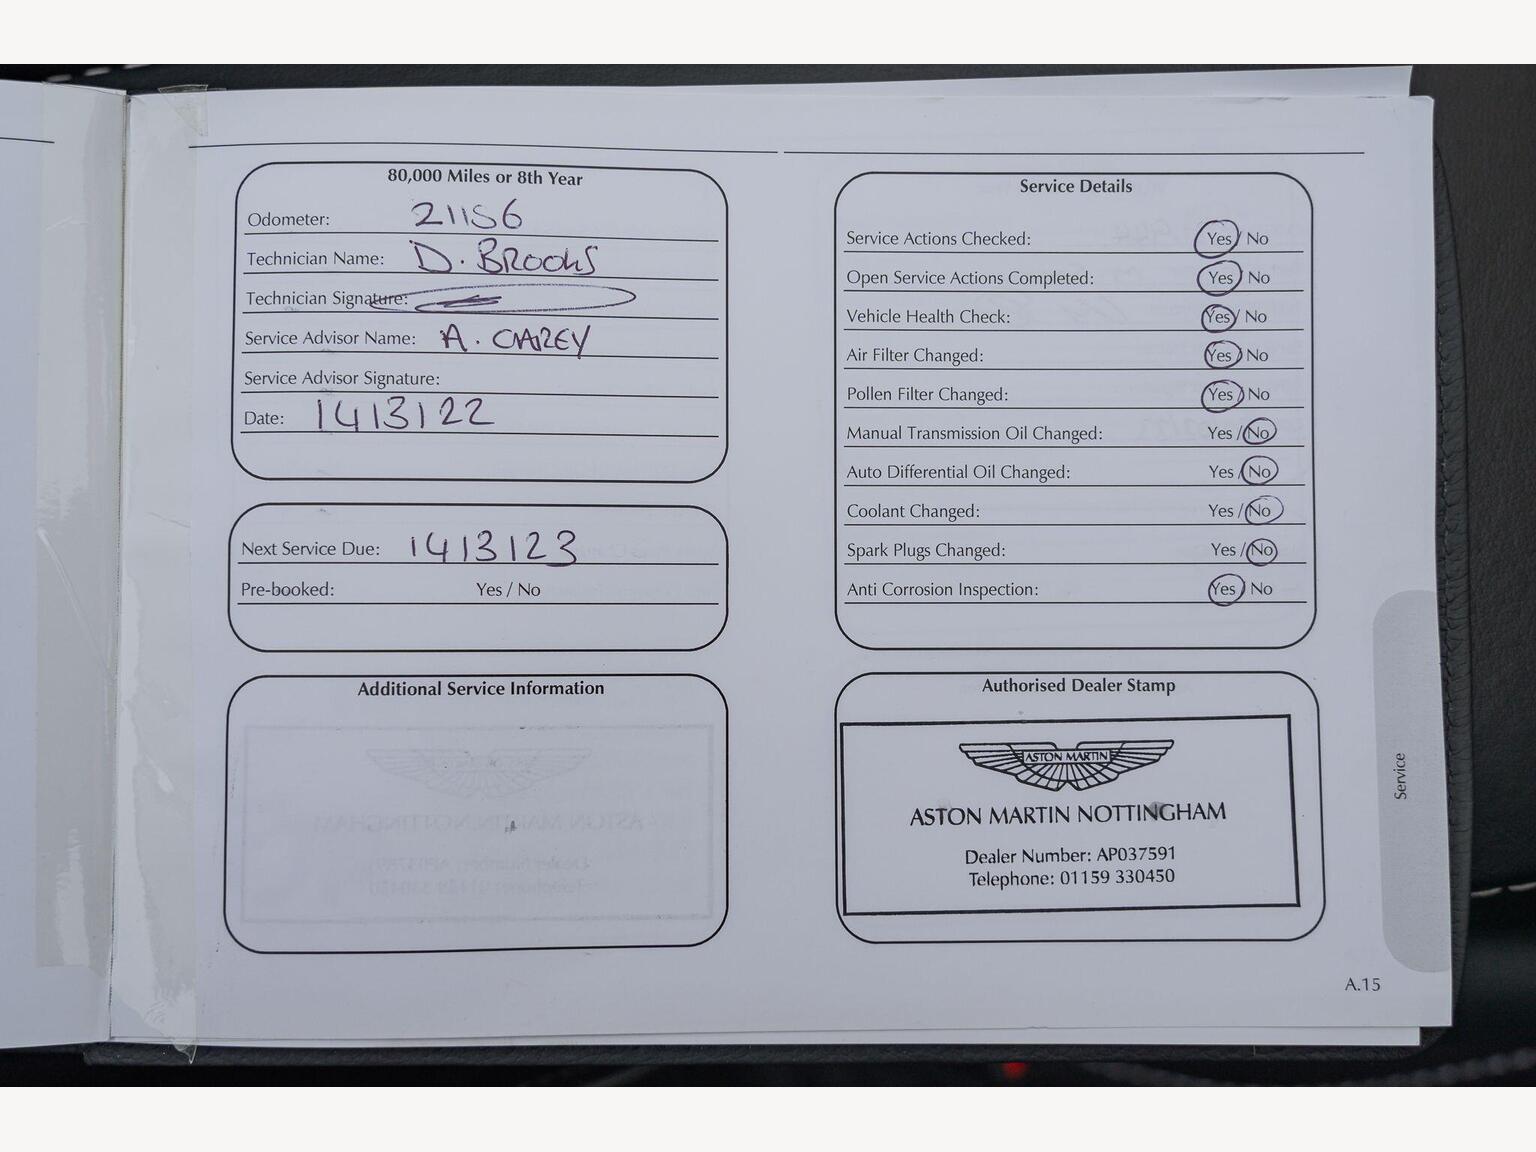 80,000 Miles or 8th Year
Odometer: 21156
Technician Name: D. BROOKS
Technician Signature:
Service Advisor Name: A. CAREY
Service Advisor Signature:
Date: 14/3/22
Next Service Due: 14/3/23
Pre-booked: Yes / No
Additional Service Information
Service Details
Service Actions Checked: Yes / No
Open Service Actions Completed: Yes / No
Vehicle Health Check: Yes / No
Air Filter Changed: Yes / No
Pollen Filter Changed: Yes / No
Manual Transmission Oil Changed: Yes / No
Auto Differential Oil Changed: Yes / No
Coolant Changed: Yes / No
Spark Plugs Changed: Yes / No
Anti Corrosion Inspection: Yes / No
Authorised Dealer Stamp
ASTON MARTIN
ASTON MARTIN NOTTINGHAM
Dealer Number: AP037591
Telephone: 01159 330450
Service
A.15